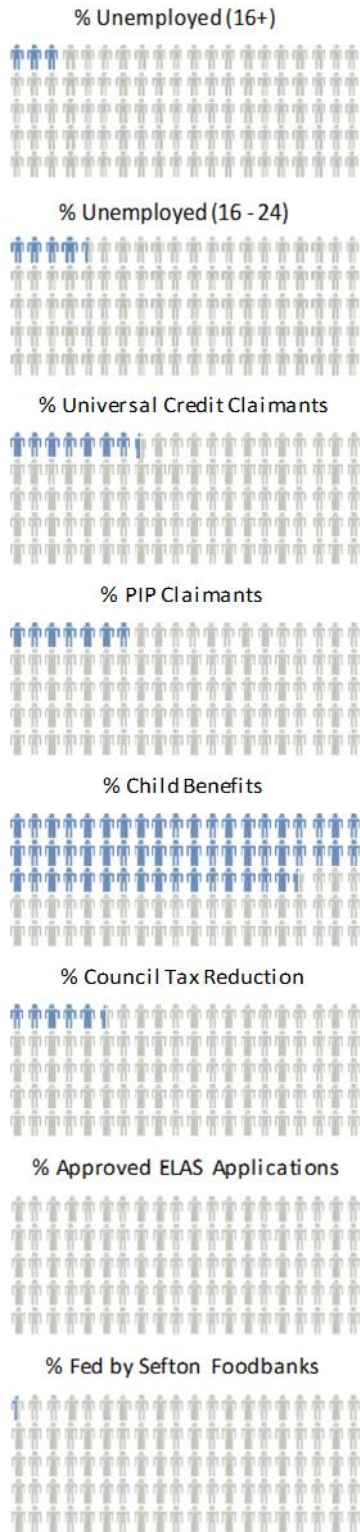 % Unemployed (16+)
% Unemployed (16 - 24)
% Universal Credit Claimants
% PIP Claimants
% Child Benefits
% Council Tax Reduction
% Approved ELAS Applications
% Fed by Sefton Foodbanks